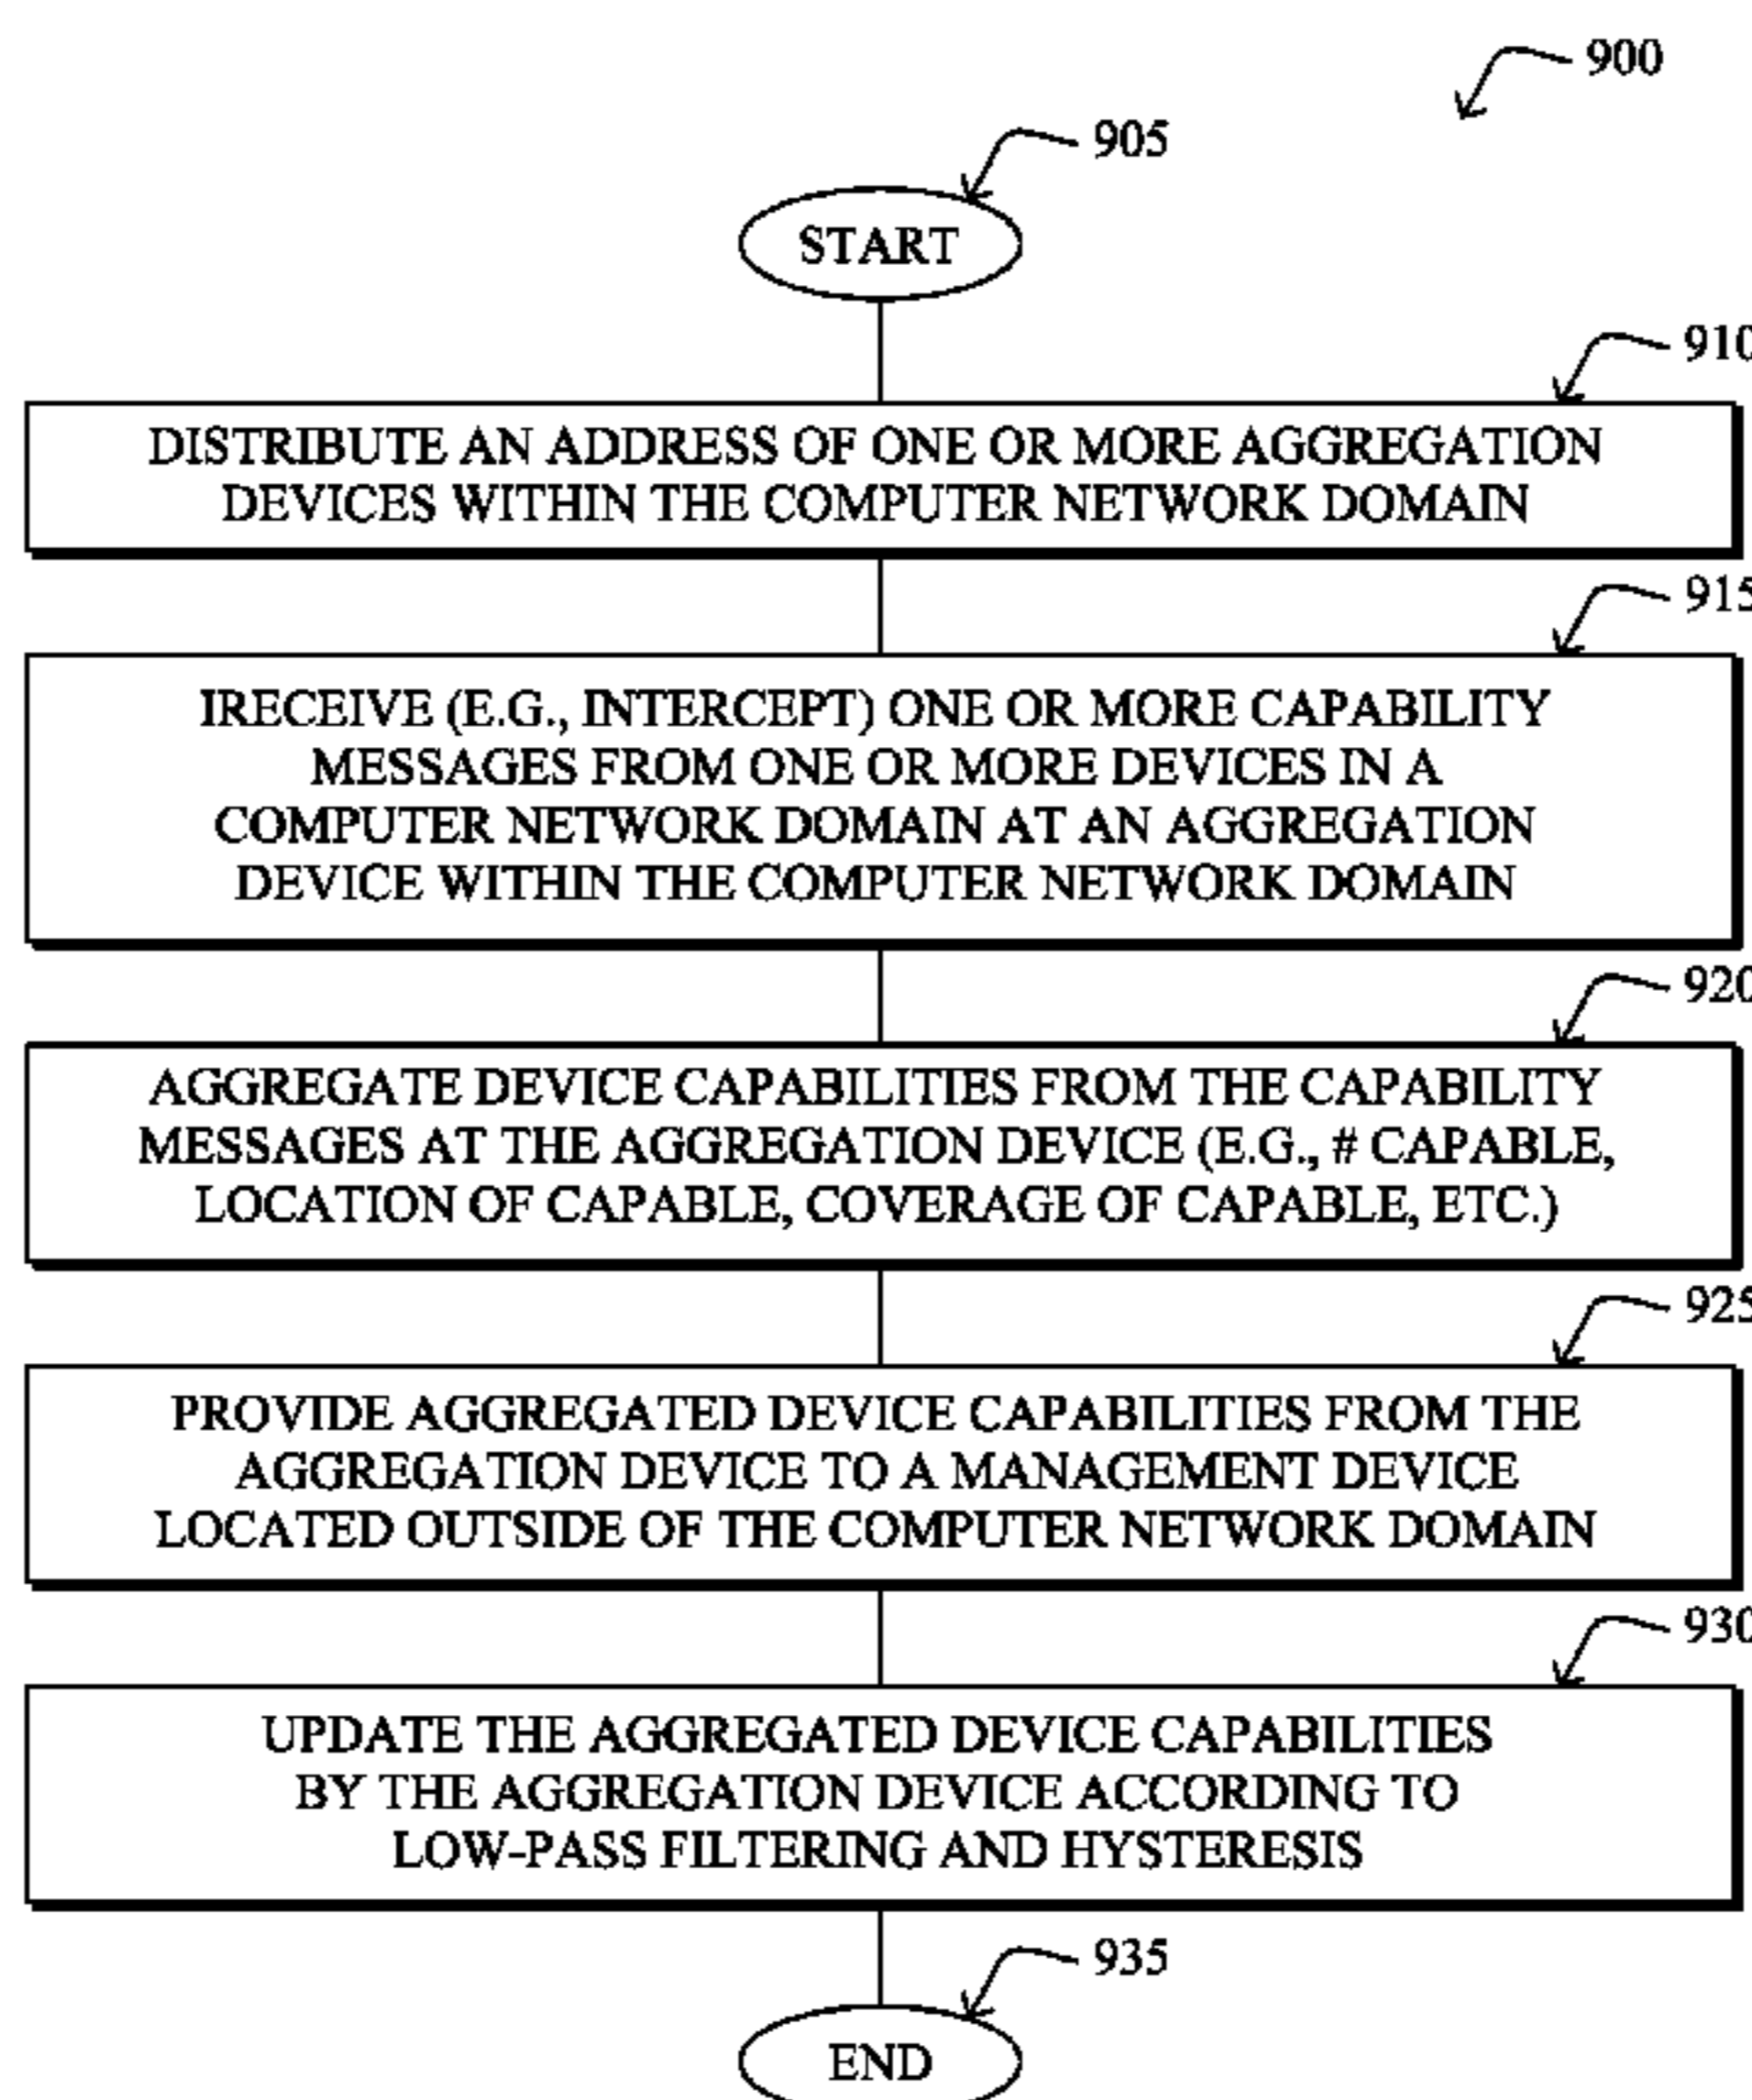 900
905
START
910
DISTRIBUTE AN ADDRESS OF ONE OR MORE AGGREGATION
DEVICES WITHIN THE COMPUTER NETWORK DOMAIN
915
IRECEIVE (E.G., INTERCEPT) ONE OR MORE CAPABILITY
MESSAGES FROM ONE OR MORE DEVICES IN A
COMPUTER NETWORK DOMAIN AT AN AGGREGATION
DEVICE WITHIN THE COMPUTER NETWORK DOMAIN
920
AGGREGATE DEVICE CAPABILITIES FROM THE CAPABILITY
MESSAGES AT THE AGGREGATION DEVICE (E.G., # CAPABLE,
LOCATION OF CAPABLE, COVERAGE OF CAPABLE, ETC.)
925
PROVIDE AGGREGATED DEVICE CAPABILITIES FROM THE
AGGREGATION DEVICE TO A MANAGEMENT DEVICE
LOCATED OUTSIDE OF THE COMPUTER NETWORK DOMAIN
930
UPDATE THE AGGREGATED DEVICE CAPABILITIES
BY THE AGGREGATION DEVICE ACCORDING TO
LOW-PASS FILTERING AND HYSTERESIS
935
END